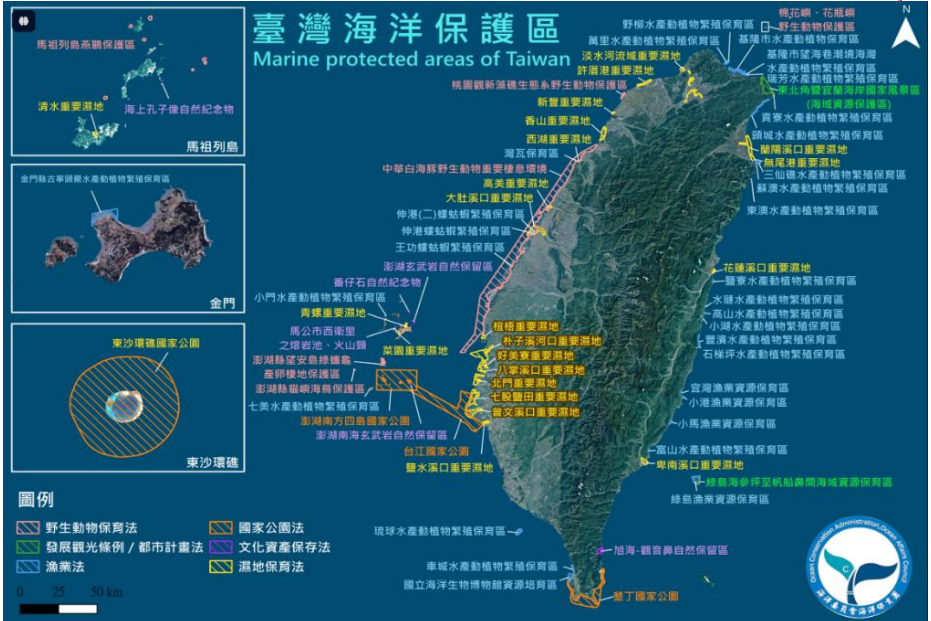 臺灣海洋保護區
Marine protected areas of Taiwan
N
馬祖列島燕鷗保護區
清水重要濕地
海上孔子像自然紀念物
馬祖列島
金門縣古寧頭鱟水產動植物繁殖保育區
金門
東沙環礁國家公園
東沙環礁
棉花嶼、花瓶嶼
野生動物保護區
野柳水產動植物繁殖保育區
萬里水產動植物繁殖保育區
基隆市水產動植物保育區
淡水河流域重要濕地
基隆市望海巷潮境海灣
許厝港重要濕地
水產動植物繁殖保育區
桃園觀新藻礁生態系野生動物保護區
瑞芳水產動植物繁殖保育區
東北角暨宜蘭海岸國家風景區
(海域資源保護區)
新豐重要濕地
貢寮水產動植物繁殖保育區
香山重要濕地
頭城水產動植物繁殖保育區
西湖重要濕地
蘭陽溪口重要濕地
灣瓦保育區
無尾港重要濕地
中華白海豚野生動物重要棲息環境
三仙礁水產動植物繁殖保育區
高美重要濕地
蘇澳水產動植物繁殖保育區
大肚溪口重要濕地
東澳水產動植物繁殖保育區
伸港(二)螻蛄蝦繁殖保育區
伸港螻蛄蝦繁殖保育區
王功螻蛄蝦繁殖保育區
澎湖玄武岩自然保留區
花蓮溪口重要濕地
番仔石自然紀念物
鹽寮水產動植物繁殖保育區
小門水產動植物繁殖保育區
水璉水產動植物繁殖保育區
青螺重要濕地
高山水產動植物繁殖保育區
馬公市西衛里
之熔岩池、火山頸
小湖水產動植物繁殖保育區
豐濱水產動植物繁殖保育區
菜園重要濕地
石梯坪水產動植物繁殖保育區
椬梧重要濕地
朴子溪河口重要濕地
好美寮重要濕地
八掌溪口重要濕地
北門重要濕地
七股鹽田重要濕地
曾文溪口重要濕地
澎湖縣望安島綠蠵龜
產卵棲地保護區
澎湖縣貓嶼海鳥保護區
七美水產動植物繁殖保育區
澎湖南方四島國家公園
澎湖南海玄武岩自然保留區
台江國家公園
鹽水溪口重要濕地
宜灣漁業資源保育區
小港漁業資源保育區
小馬漁業資源保育區
富山水產動植物繁殖保育區
卑南溪口重要濕地
綠島海參坪至帆船鼻間海域資源保育區
綠島漁業資源保育區
琉球水產動植物繁殖保育區
旭海-觀音鼻自然保留區
車城水產動植物繁殖保育區
國立海洋生物博物館資源培育區
墾丁國家公園
圖例
野生動物保育法
國家公園法
發展觀光條例 / 都市計畫法
文化資產保存法
漁業法
濕地保育法
0 25 50 km
Ocean Conservation Administration, Ocean Affairs Council
海洋委員會海洋保育署